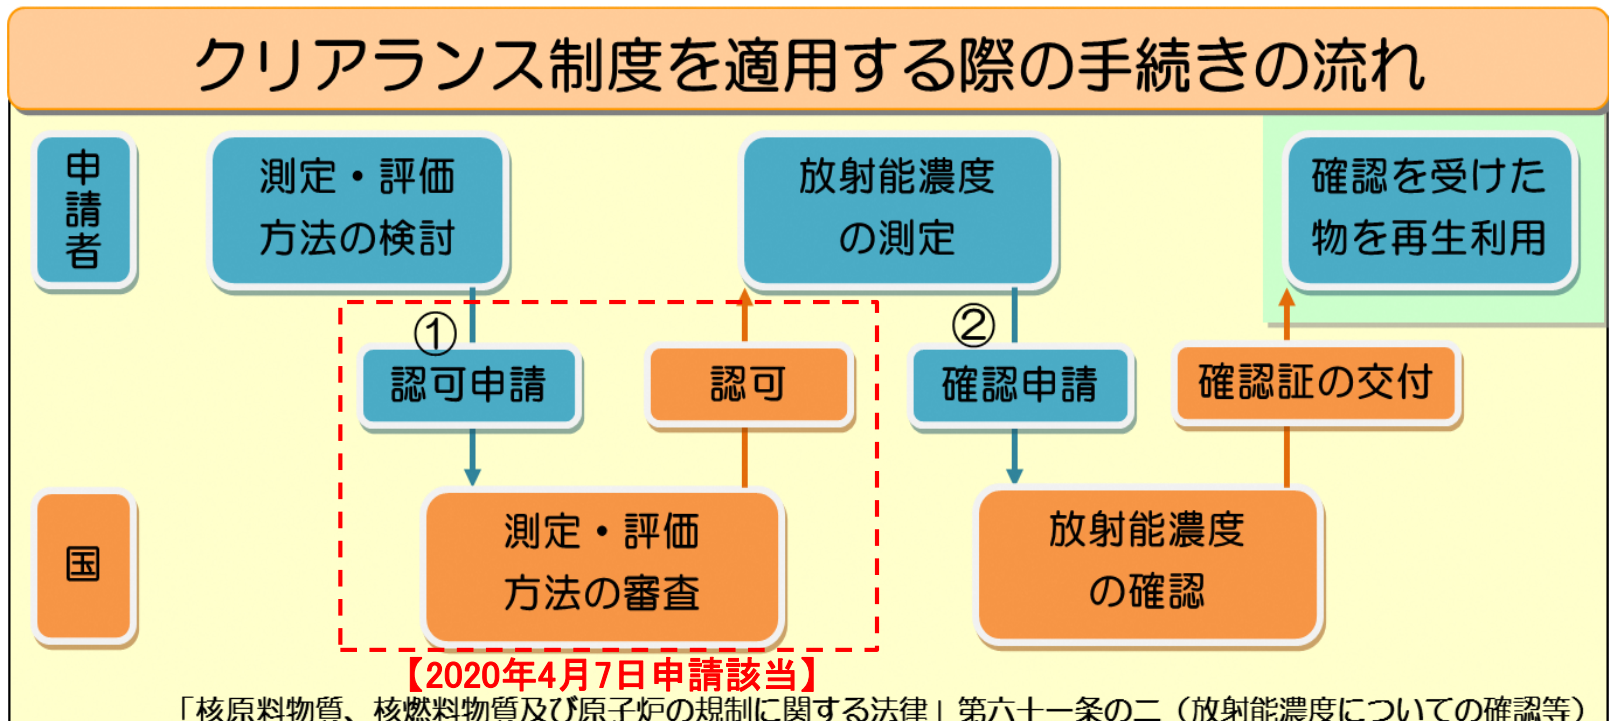 クリアランス制度を適用する際の手続きの流れ
申請者
測定・評価
方法の検討
放射能濃度
の測定
確認を受けた
物を再生利用
①
認可申請
認可
②
確認申請
確認証の交付
国
測定・評価
方法の審査
放射能濃度
の確認
【2020年4月7日申請該当】
「核原料物質、核燃料物質及び原子炉の規制に関する法律」第六十一条の二（放射能濃度についての確認等）